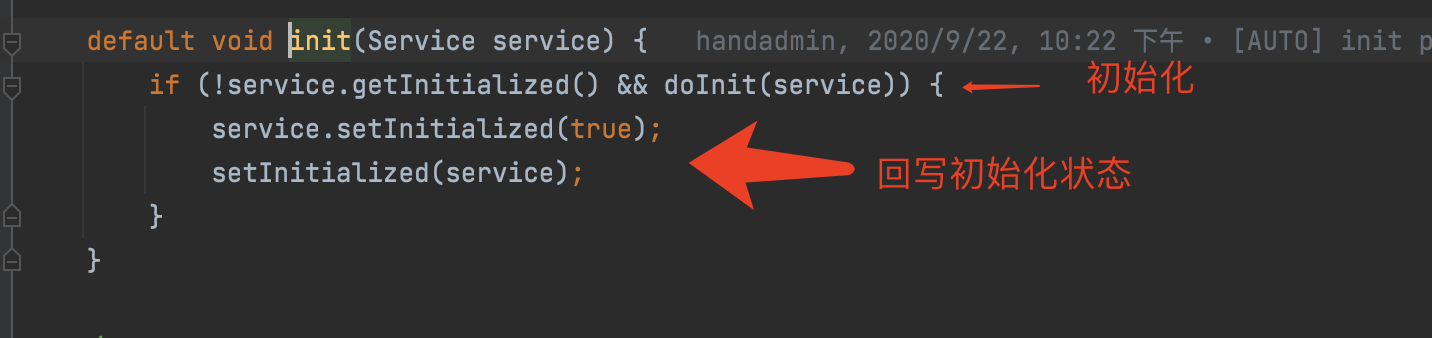 default void init(Service service) {    handadmin, 2020/9/22, 10:22 下午 • [AUTO] init p
if (!service.getInitialized() && doInit(service)) { 初始化
service.setInitialized(true);
setInitialized(service); 回写初始化状态
}
}